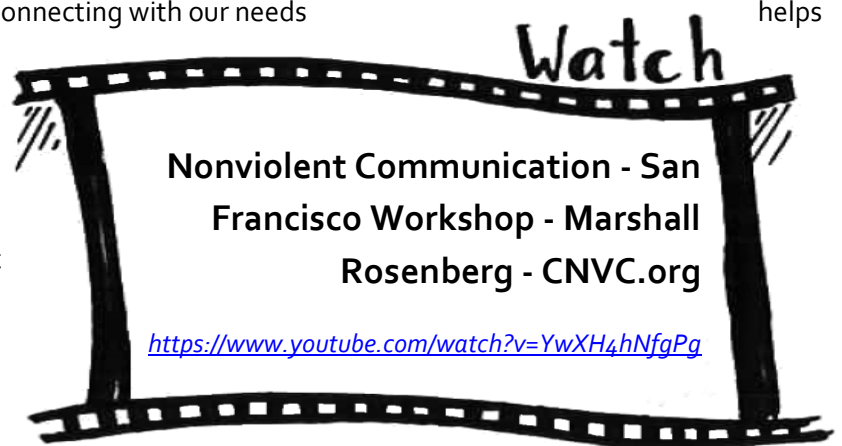 onnecting with our needs helps
Watch
Nonviolent Communication - San
Francisco Workshop - Marshall
Rosenberg - CNVC.org
https://www.youtube.com/watch?v=YwXH4hNfgPg